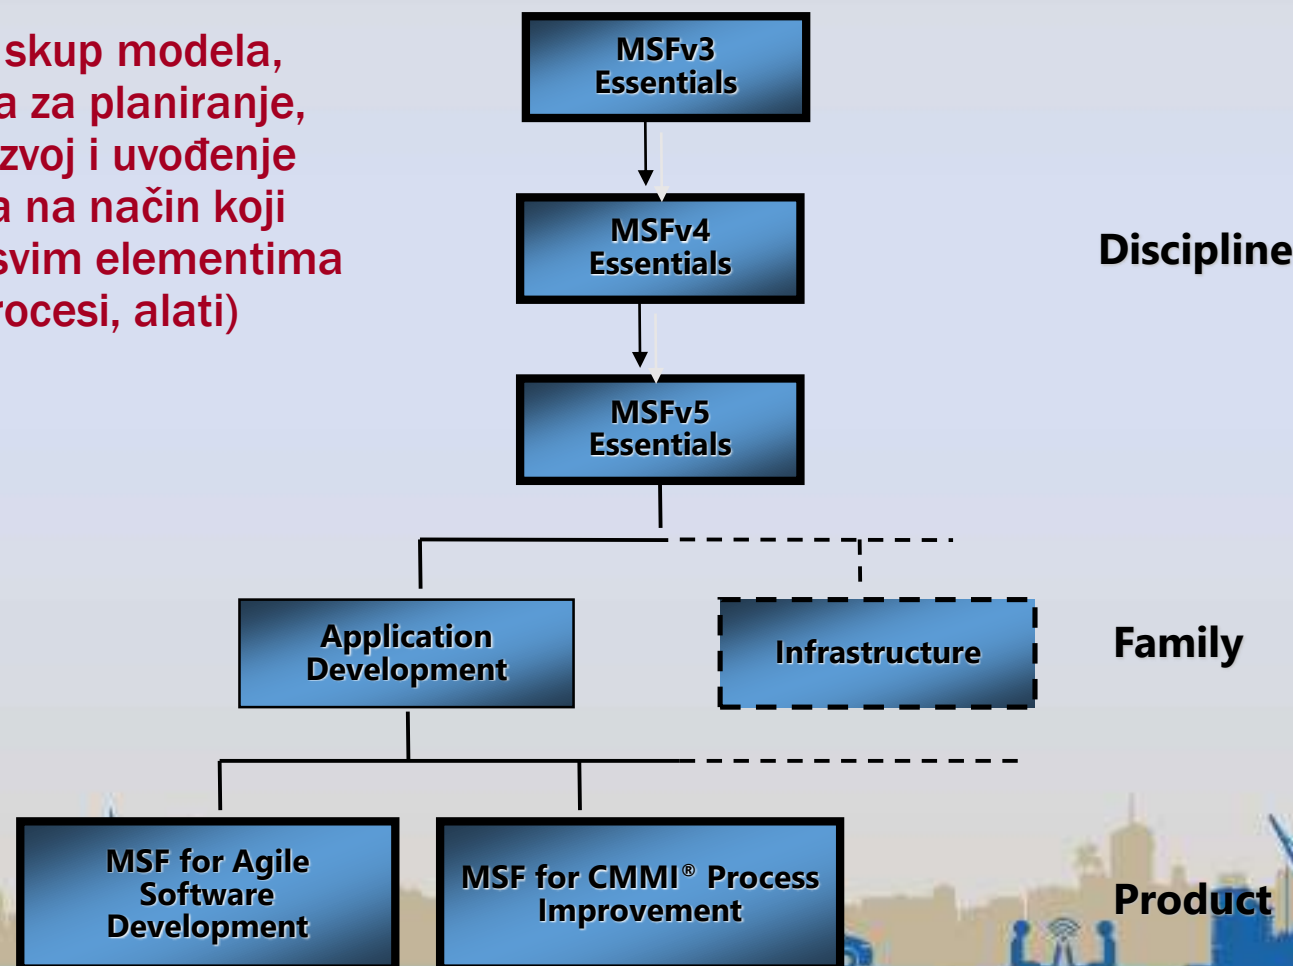 skup modela,
a za planiranje,
zvoj i uvođenje
a na način koji
svim elementima
rocesi, alati)
MSFv3
Essentials
MSFv4
Essentials
Discipline
MSFv5
Essentials
Application
Development
Infrastructure
Family
MSF for Agile
Software
Development
MSF for CMMI® Process
Improvement
Product